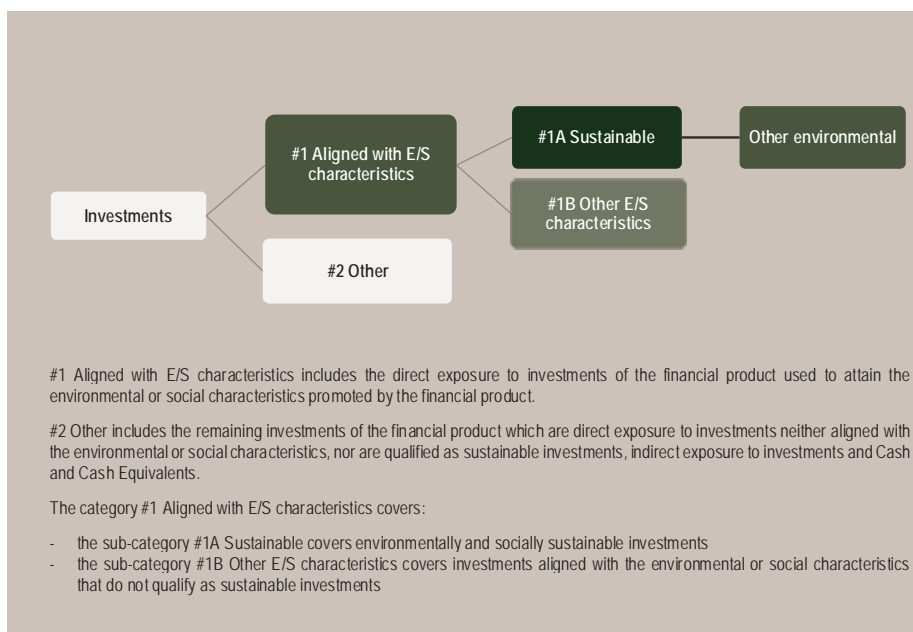 #1A Sustainable
Other environmental
#1 Aligned with E/S
characteristics
#1B Other E/S
characteristics
Investments
#2 Other
#1 Aligned with E/S characteristics includes the direct exposure to investments of the financial product used to attain the
environmental or social characteristics promoted by the financial product.
#2 Other includes the remaining investments of the financial product which are direct exposure to investments neither aligned with
the environmental or social characteristics, nor are qualified as sustainable investments, indirect exposure to investments and Cash
and Cash Equivalents.
The category #1 Aligned with E/S characteristics covers:
- the sub-category #1A Sustainable covers environmentally and socially sustainable investments
- the sub-category #1B Other E/S characteristics covers investments aligned with the environmental or social characteristics
that do not qualify as sustainable investments